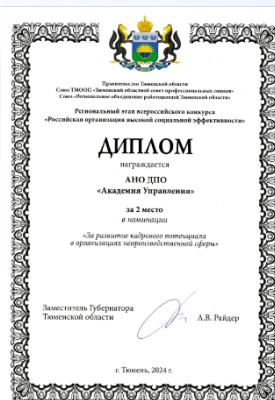 Правительство Тюменской области
Союз ТМООП «Тюменский областной совет профессиональных союзов»
Союз «Региональное объединение работодателей Тюменской области»
Региональный этап всероссийского конкурса
«Российская организация высокой социальной эффективности»
ДИПЛОМ
награждается
АНО ДПО
«Академия Управления»
за 2 место
в номинации
«За развитие кадрового потенциала
в организациях непроизводственной сферы»
Заместитель Губернатора
Тюменской области
А.В. Райдер
г. Тюмень, 2024 г.